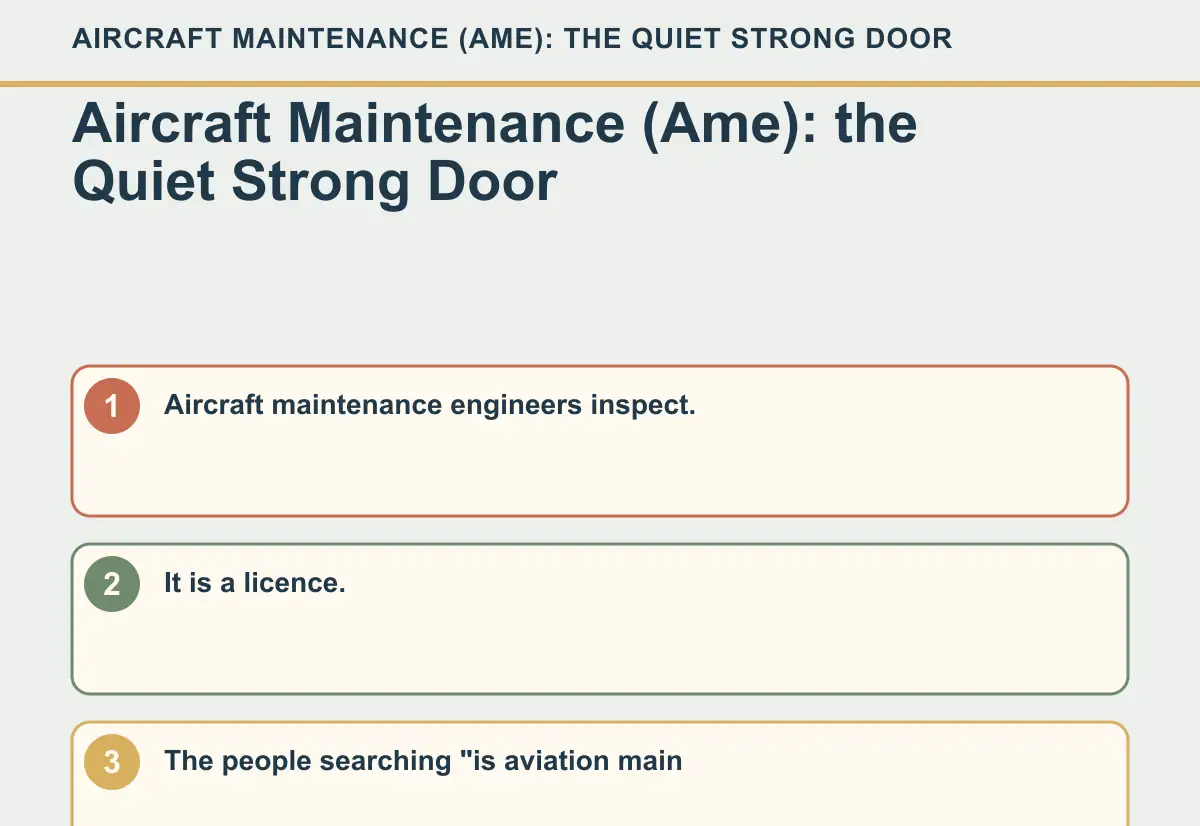 AIRCRAFT MAINTENANCE (AME): THE QUIET STRONG DOOR
Aircraft Maintenance (Ame): the
Quiet Strong Door
1
Aircraft maintenance engineers inspect.
2
It is a licence.
3
The people searching "is aviation main